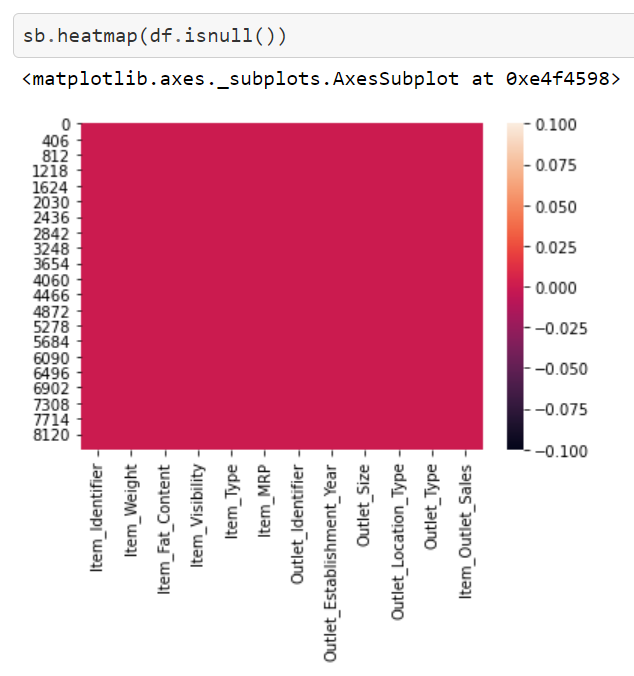 sb.heatmap(df.isnull())
<matplotlib.axes._subplots.AxesSubplot at 0xe4f4598>
0
406
812
1218
1624
2030
2436
2842
3248
3654
4060
4466
4872
5278
5684
6090
6496
6902
7308
7714
8120
0.100
0.075
0.050
0.025
0.000
−0.025
−0.050
−0.075
−0.100
Item_Identifier
Item_Weight
Item_Fat_Content
Item_Visibility
Item_Type
Item_MRP
Outlet_Identifier
Outlet_Establishment_Year
Outlet_Size
Outlet_Location_Type
Outlet_Type
Item_Outlet_Sales